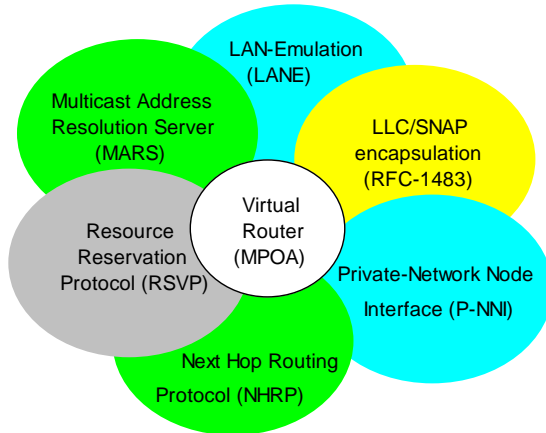 LAN-Emulation
(LANE)
Multicast Address
Resolution Server
(MARS)
LLC/SNAP
encapsulation
(RFC-1483)
Virtual
Router
(MPOA)
Resource
Reservation
Protocol (RSVP)
Private-Network Node
Interface (P-NNI)
Next Hop Routing
Protocol (NHRP)